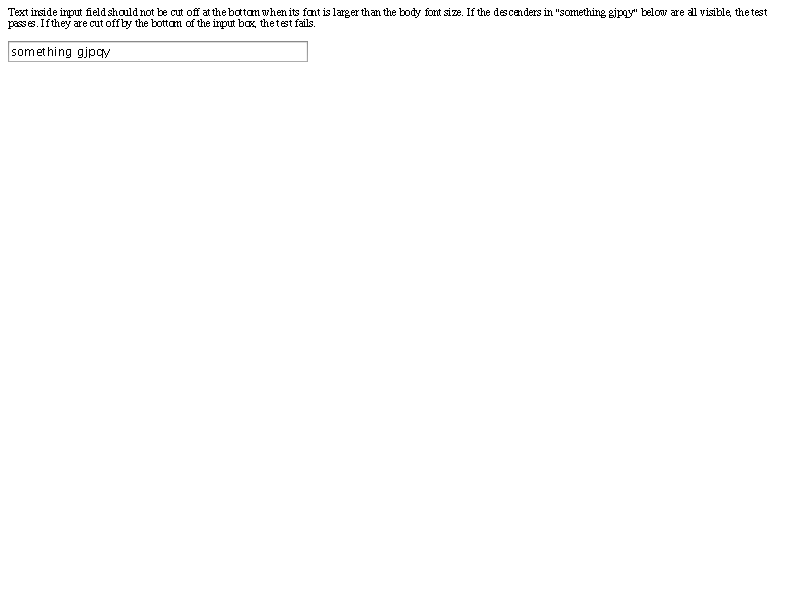 Text inside input field should not be cut off at the bottom when its font is larger than the body font size. If the descenders in "something gjpqy" below are all visible, the test
passes. If they are cut off by the bottom of the input box, the test fails.
something gjpqy